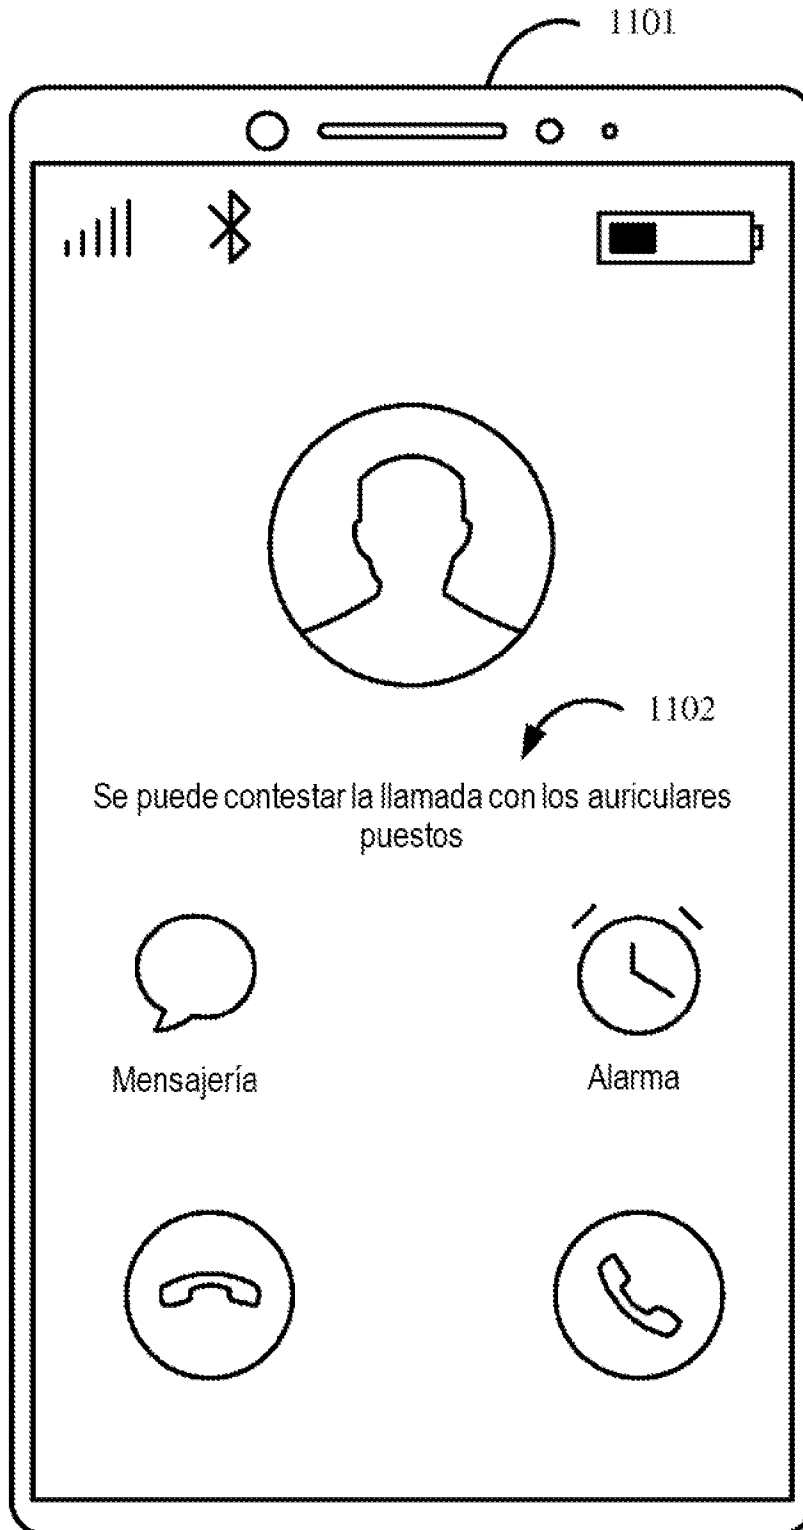 1101
1102
Se puede contestar la llamada con los auriculares
puestos
Mensajería
Alarma